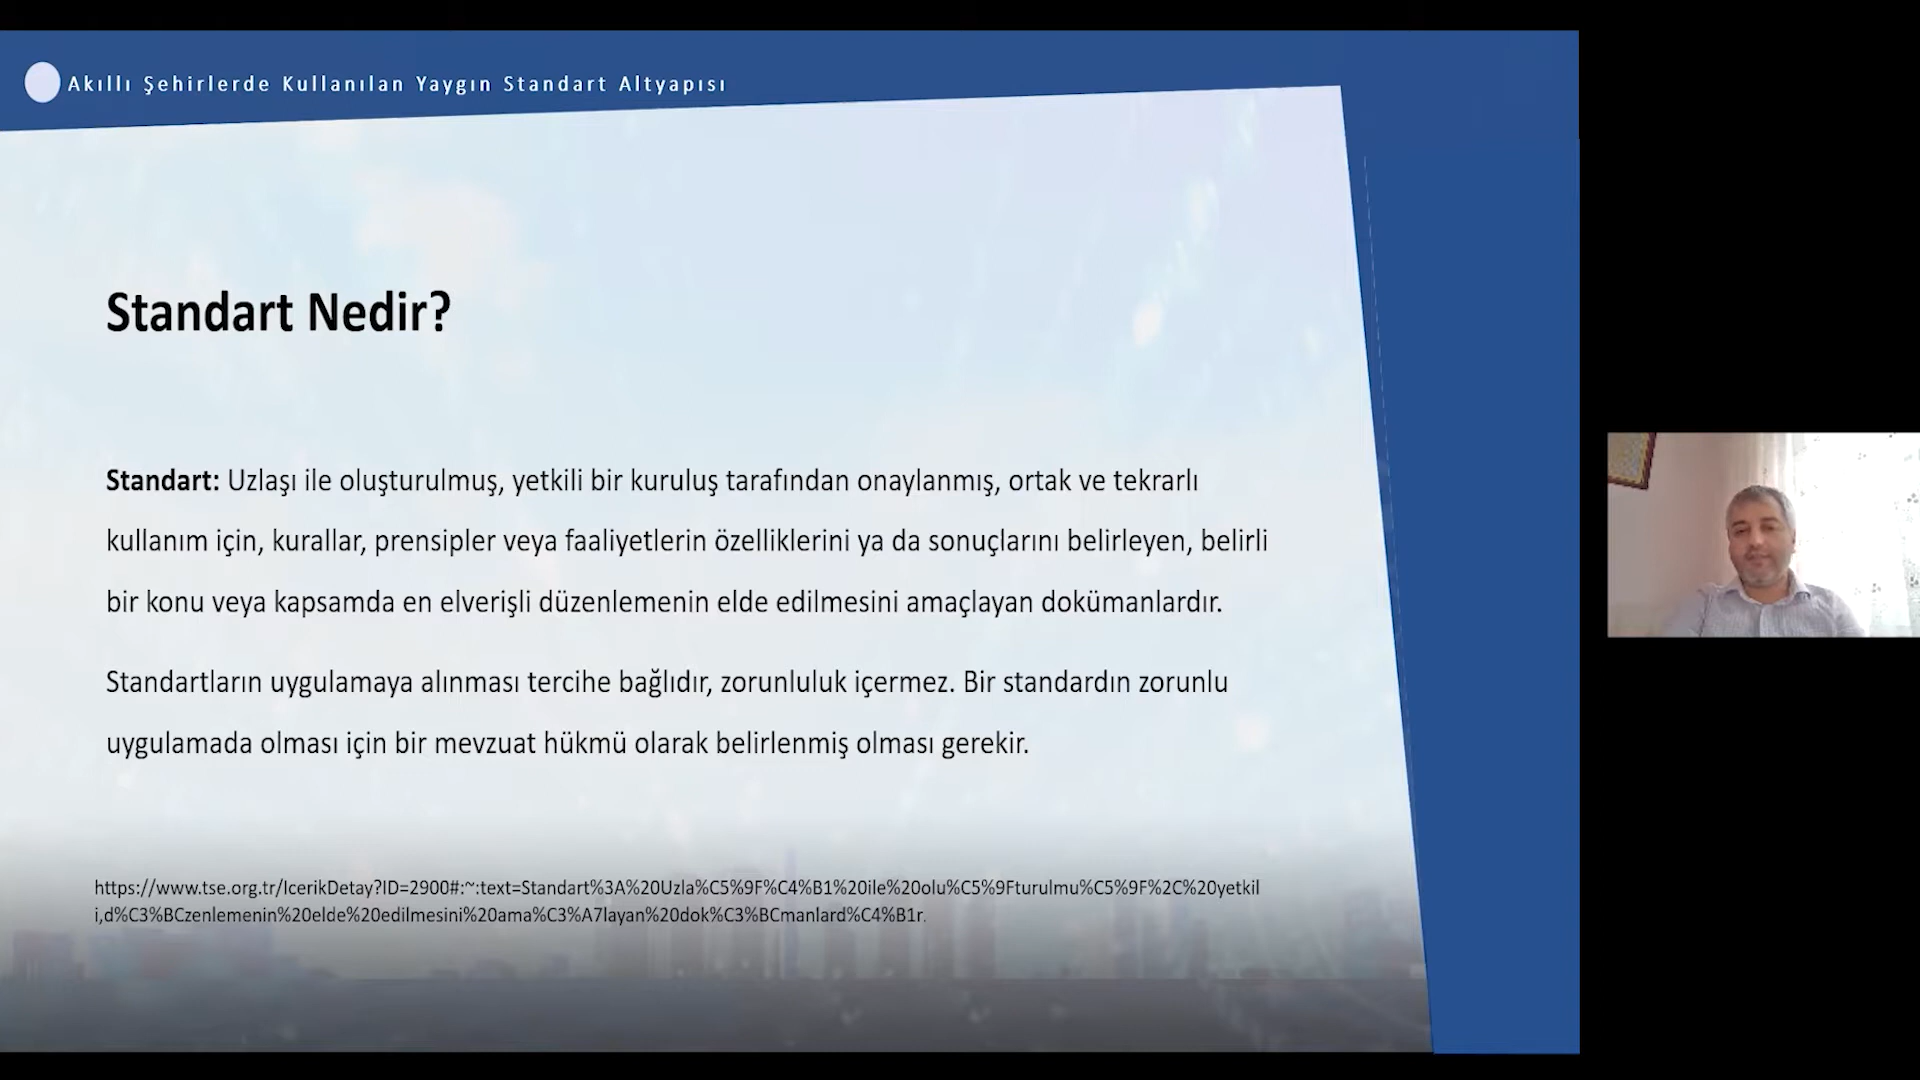 Akıllı Şehirlerde Kullanılan Yaygın Standart Altyapısı
Standart Nedir?
Standart: Uzlaşı ile oluşturulmuş, yetkili bir kuruluş tarafından onaylanmış, ortak ve tekrarlı
kullanım için, kurallar, prensipler veya faaliyetlerin özelliklerini ya da sonuçlarını belirleyen, belirli
bir konu veya kapsamda en elverişli düzenlemenin elde edilmesini amaçlayan dokümanlardır.
Standartların uygulamaya alınması tercihe bağlıdır, zorunluluk içermez. Bir standardın zorunlu
uygulamada olması için bir mevzuat hükmü olarak belirlenmiş olması gerekir.
https://www.tse.org.tr/IcerikDetay?ID=2900#:~:text=Standart%3A%20Uzla%C5%9F%C4%B1%20ile%20olu%C5%9Fturulmu%C5%9F%2C%20yetkil
i,d%C3%BCzenlemenin%20elde%20edilmesini%20ama%C3%A7layan%20dok%C3%BCmanlard%C4%B1r.